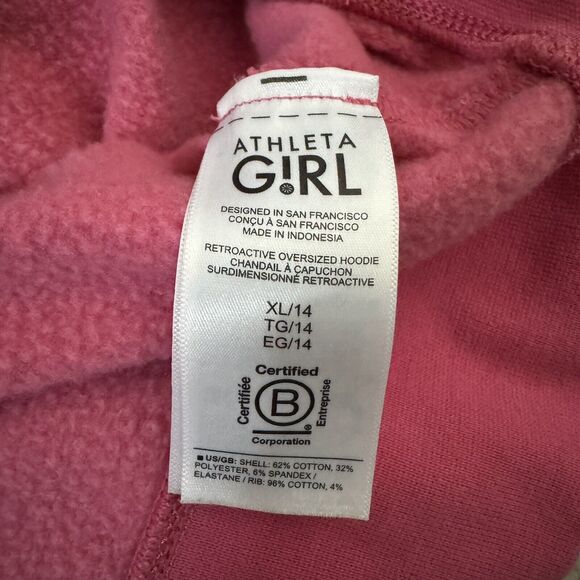 ATHLETA
G!RL
DESIGNED IN SAN FRANCISCO
CONÇU À SAN FRANCISCO
MADE IN INDONESIA
RETROACTIVE OVERSIZED HOODIE
CHANDAIL À CAPUCHON
SURDIMENSIONNÉ RETROACTIVE
XL/14
TG/14
EG/14
Certified
Certifiée
B
®
Entreprise
Corporation
US/GB: SHELL: 62% COTTON, 32%
POLYESTER, 6% SPANDEX /
ELASTANE / RIB: 96% COTTON, 4%